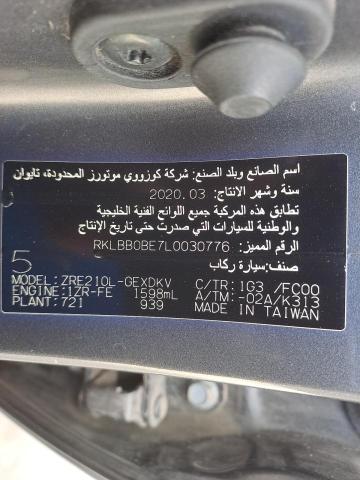 اسم الصانع وبلد الصنع: شركة كوزووي موتورز المحدودة، تايوان
سنة وشهر الانتاج: 2020.03
تطابق هذه المركبة جميع اللوائح الفنية الخليجية
والوطنية للسيارات التي صدرت حتى تاريخ الإنتاج
الرقم المميز: RKLBB0BE7L0030776
صنف: سيارة ركاب
5
MODEL: ZRE210L-GEXDKV C/TR: 1G3 /FC00
ENGINE: 1ZR-FE 1598mL A/TM: -02A/K313
PLANT: 721 939 MADE IN TAIWAN